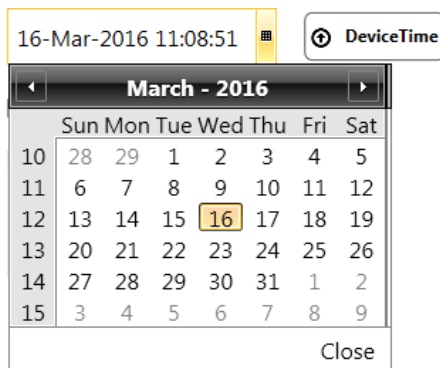 16-Mar-2016 11:08:51 DeviceTime
March - 2016
Sun Mon Tue Wed Thu Fri Sat
10 28 29 1 2 3 4 5
11 6 7 8 9 10 11 12
12 13 14 15 16 17 18 19
13 20 21 22 23 24 25 26
14 27 28 29 30 31 1 2
15 3 4 5 6 7 8 9
Close